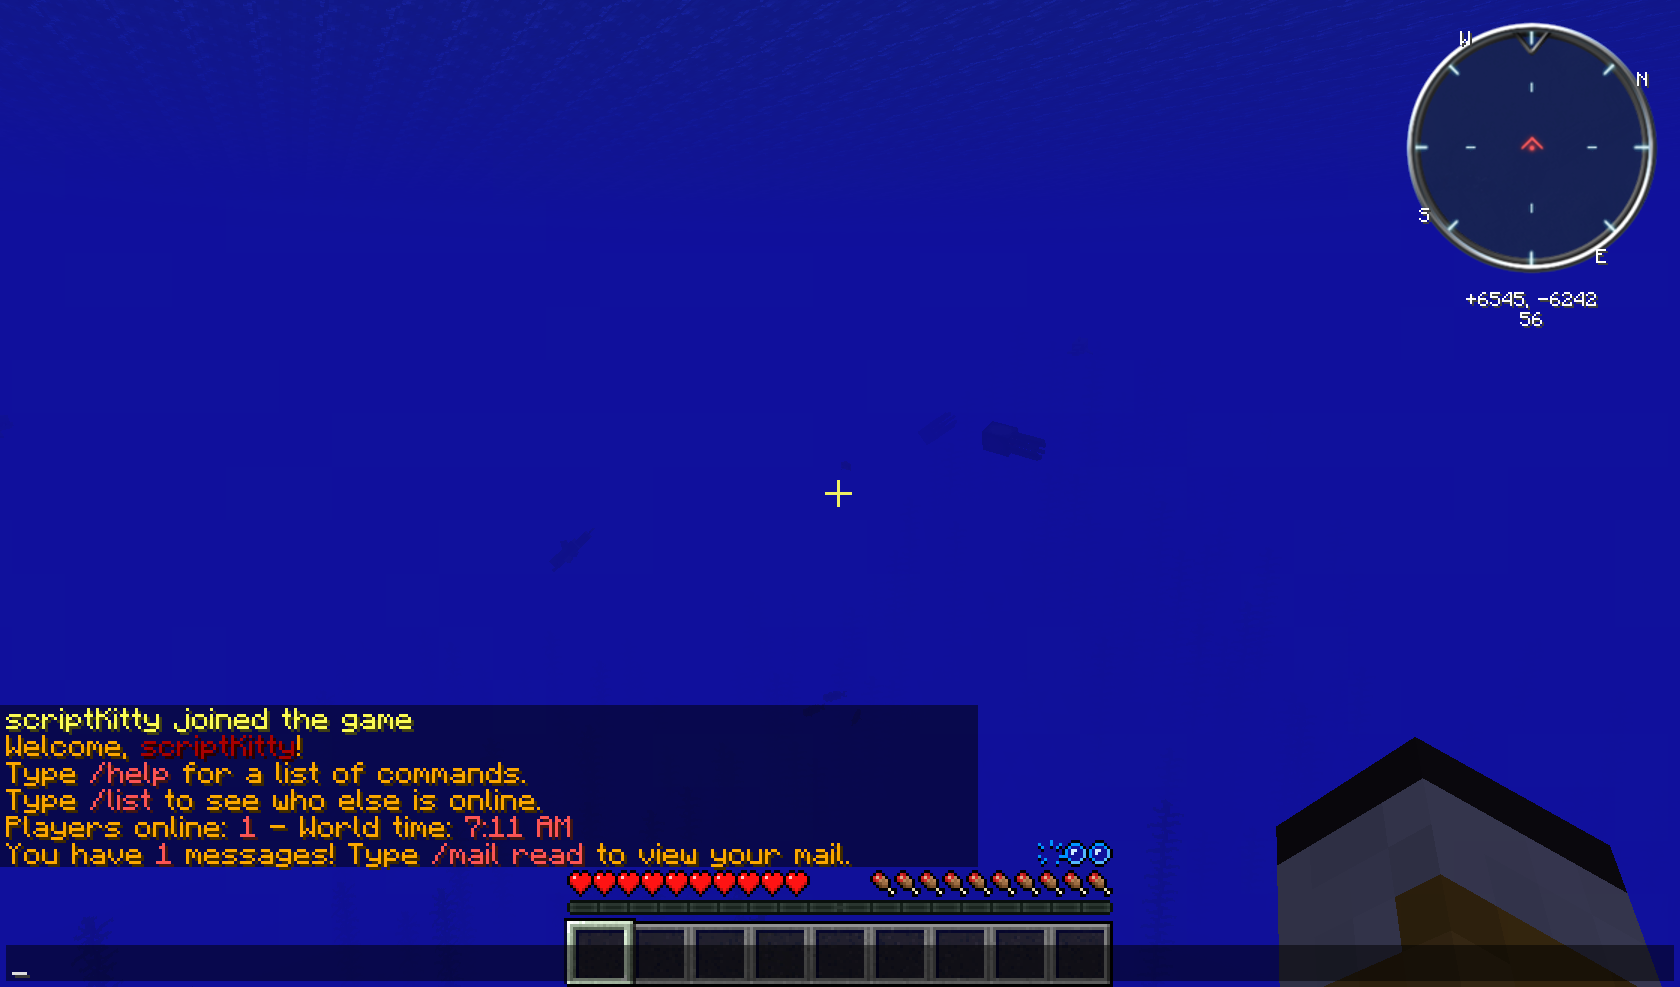 W
N
S
E
+6545, -6242
56
scriptKitty joined the game
Welcome, scriptKitty!
Type /help for a list of commands.
Type /list to see who else is online.
Players online: 1 - World time: 7:11 AM
You have 1 messages! Type /mail read to view your mail.
_